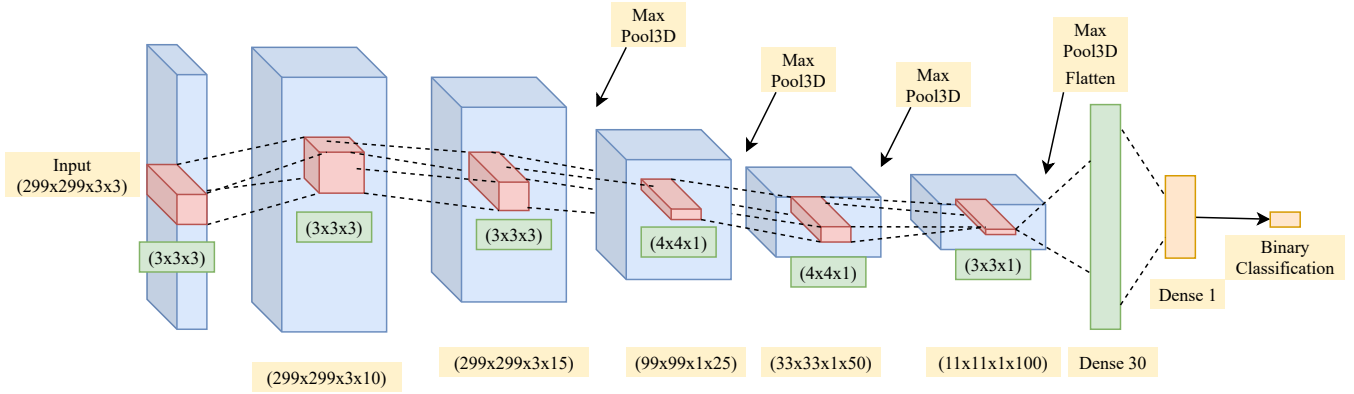 Max
Pool3D
Max
Pool3D
Max
Pool3D
Max
Pool3D
Flatten
Input
(299x299x3x3)
(3x3x3)
(3x3x3)
(3x3x3)
(4x4x1)
(4x4x1)
(3x3x1)
Binary
Classification
Dense 1
(299x299x3x10)
(299x299x3x15)
(99x99x1x25)
(33x33x1x50)
(11x11x1x100)
Dense 30